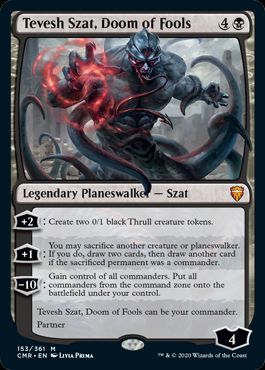 Tevesh Szat, Doom of Fools 4
Legendary Planeswalker — Szat
+2 : Create two 0/1 black Thrull creature tokens.
You may sacrifice another creature or planeswalker.
+1 : If you do, draw two cards, then draw another card
if the sacrificed permanent was a commander.
Gain control of all commanders. Put all
−10 : commanders from the command zone onto the
battlefield under your control.
Tevesh Szat, Doom of Fools can be your commander.
Partner
4
153/361 M
CMR • EN LIVIA PRIMA
™ & © 2020 Wizards of the Coast